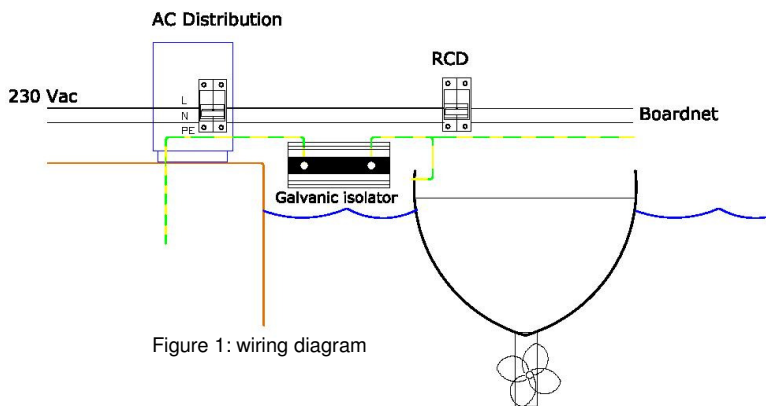 AC Distribution
RCD
230 Vac
L
N
PE
Boardnet
Galvanic isolator
Figure 1: wiring diagram